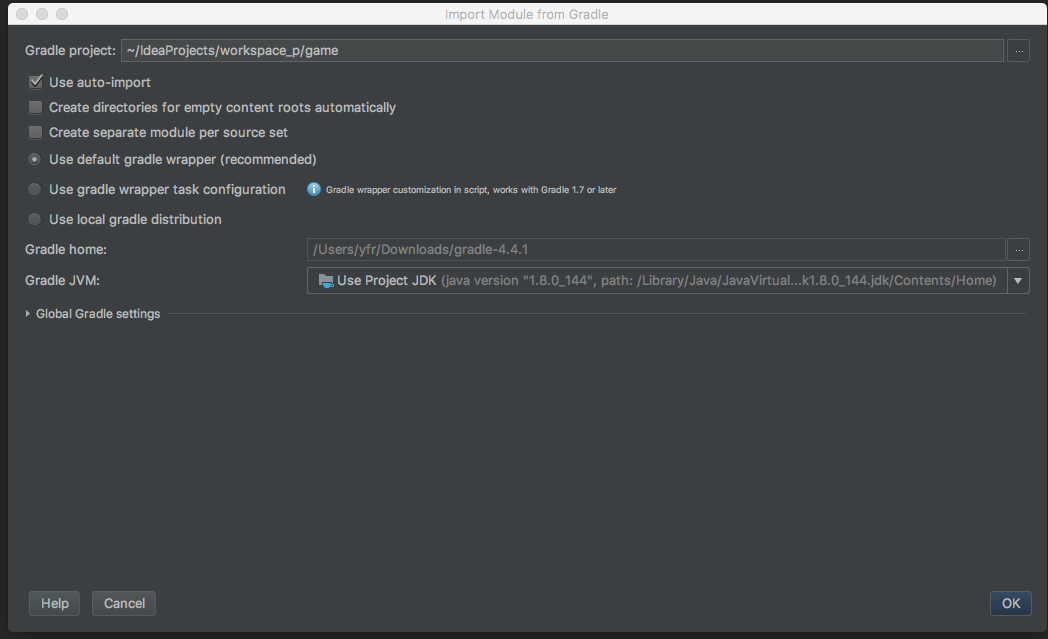 Import Module from Gradle
Gradle project: ~/IdeaProjects/workspace_p/game ...
Use auto-import
Create directories for empty content roots automatically
Create separate module per source set
Use default gradle wrapper (recommended)
Use gradle wrapper task configuration Gradle wrapper customization in script, works with Gradle 1.7 or later
Use local gradle distribution
Gradle home: /Users/yfr/Downloads/gradle-4.4.1 ...
Gradle JVM: Use Project JDK (java version "1.8.0_144", path: /Library/Java/JavaVirtual...k1.8.0_144.jdk/Contents/Home)
Global Gradle settings
Help Cancel OK